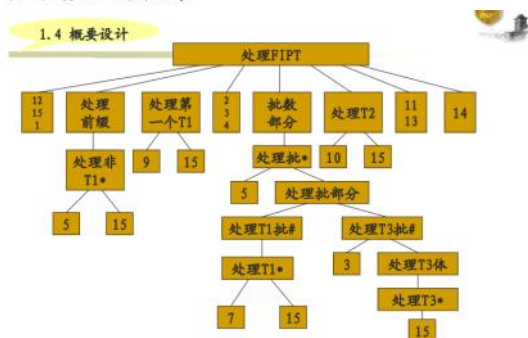 1.4 概要设计
处理FIPT
12
15
1
处理
前缀
处理第
一个T1
2
3
4
批数
部分
处理T2
11
13
14
处理非
T1*
9
15
处理批*
10
15
5
15
5
处理批部分
处理T1批#
处理T3批#
处理T1*
3
处理T3体
7
15
处理T3*
15